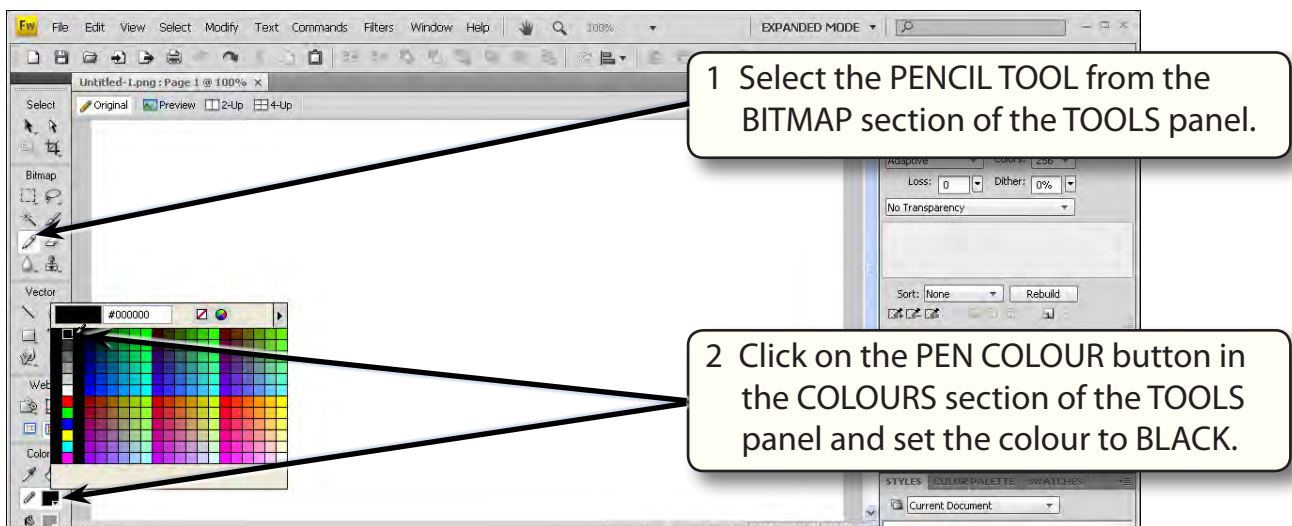 Fw File Edit View Select Modify Text Commands Filters Window Help 100% EXPANDED MODE
Untitled-1.png : Page 1 @ 100% ×
Original Preview 2-Up 4-Up
Select
1 Select the PENCIL TOOL from the
BITMAP section of the TOOLS panel.
Adaptive Colors: 256
Bitmap
Loss: 0 Dither: 0%
No Transparency
Vector
Sort: None Rebuild
#000000
2 Click on the PEN COLOUR button in
the COLOURS section of the TOOLS
panel and set the colour to BLACK.
Web
Color
STYLES COLOR PALETTE SWATCHES
Current Document